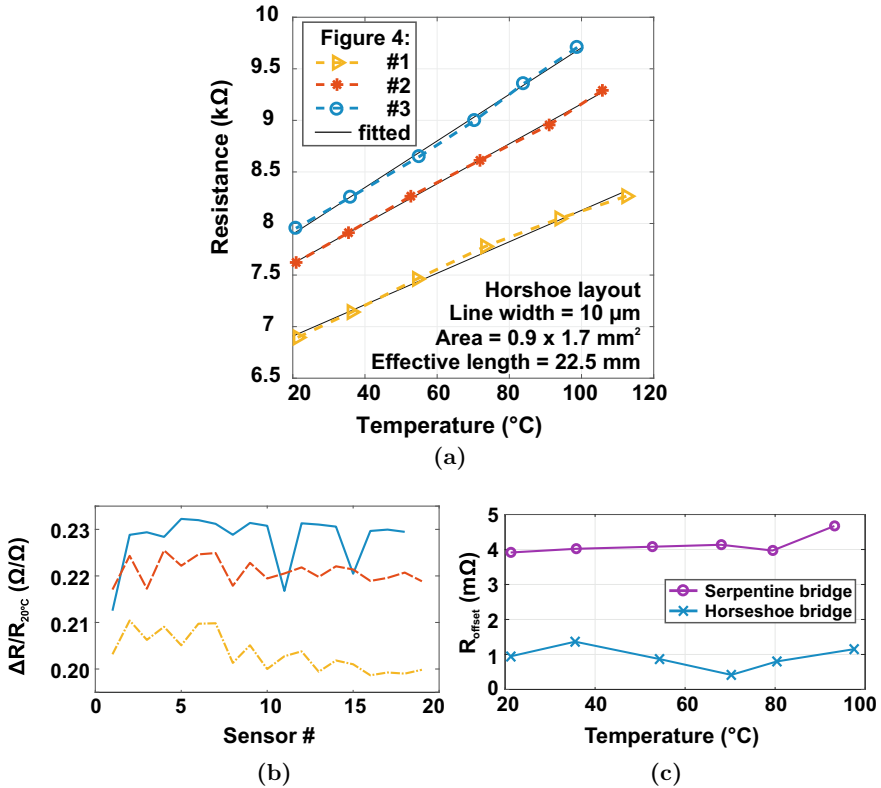 10
9.5
9
8.5
8
7.5
7
6.5
Resistance (kΩ)
Figure 4:
#1
#2
#3
fitted
Horshoe layout
Line width = 10 µm
Area = 0.9 x 1.7 mm²
Effective length = 22.5 mm
20 40 60 80 100 120
Temperature (°C)
(a)
0.23
0.22
0.21
0.20
ΔR/R20°C (Ω/Ω)
0 5 10 15 20
Sensor #
(b)
5
4
3
2
1
0
Roffset (mΩ)
Serpentine bridge
Horseshoe bridge
20 40 60 80 100
Temperature (°C)
(c)